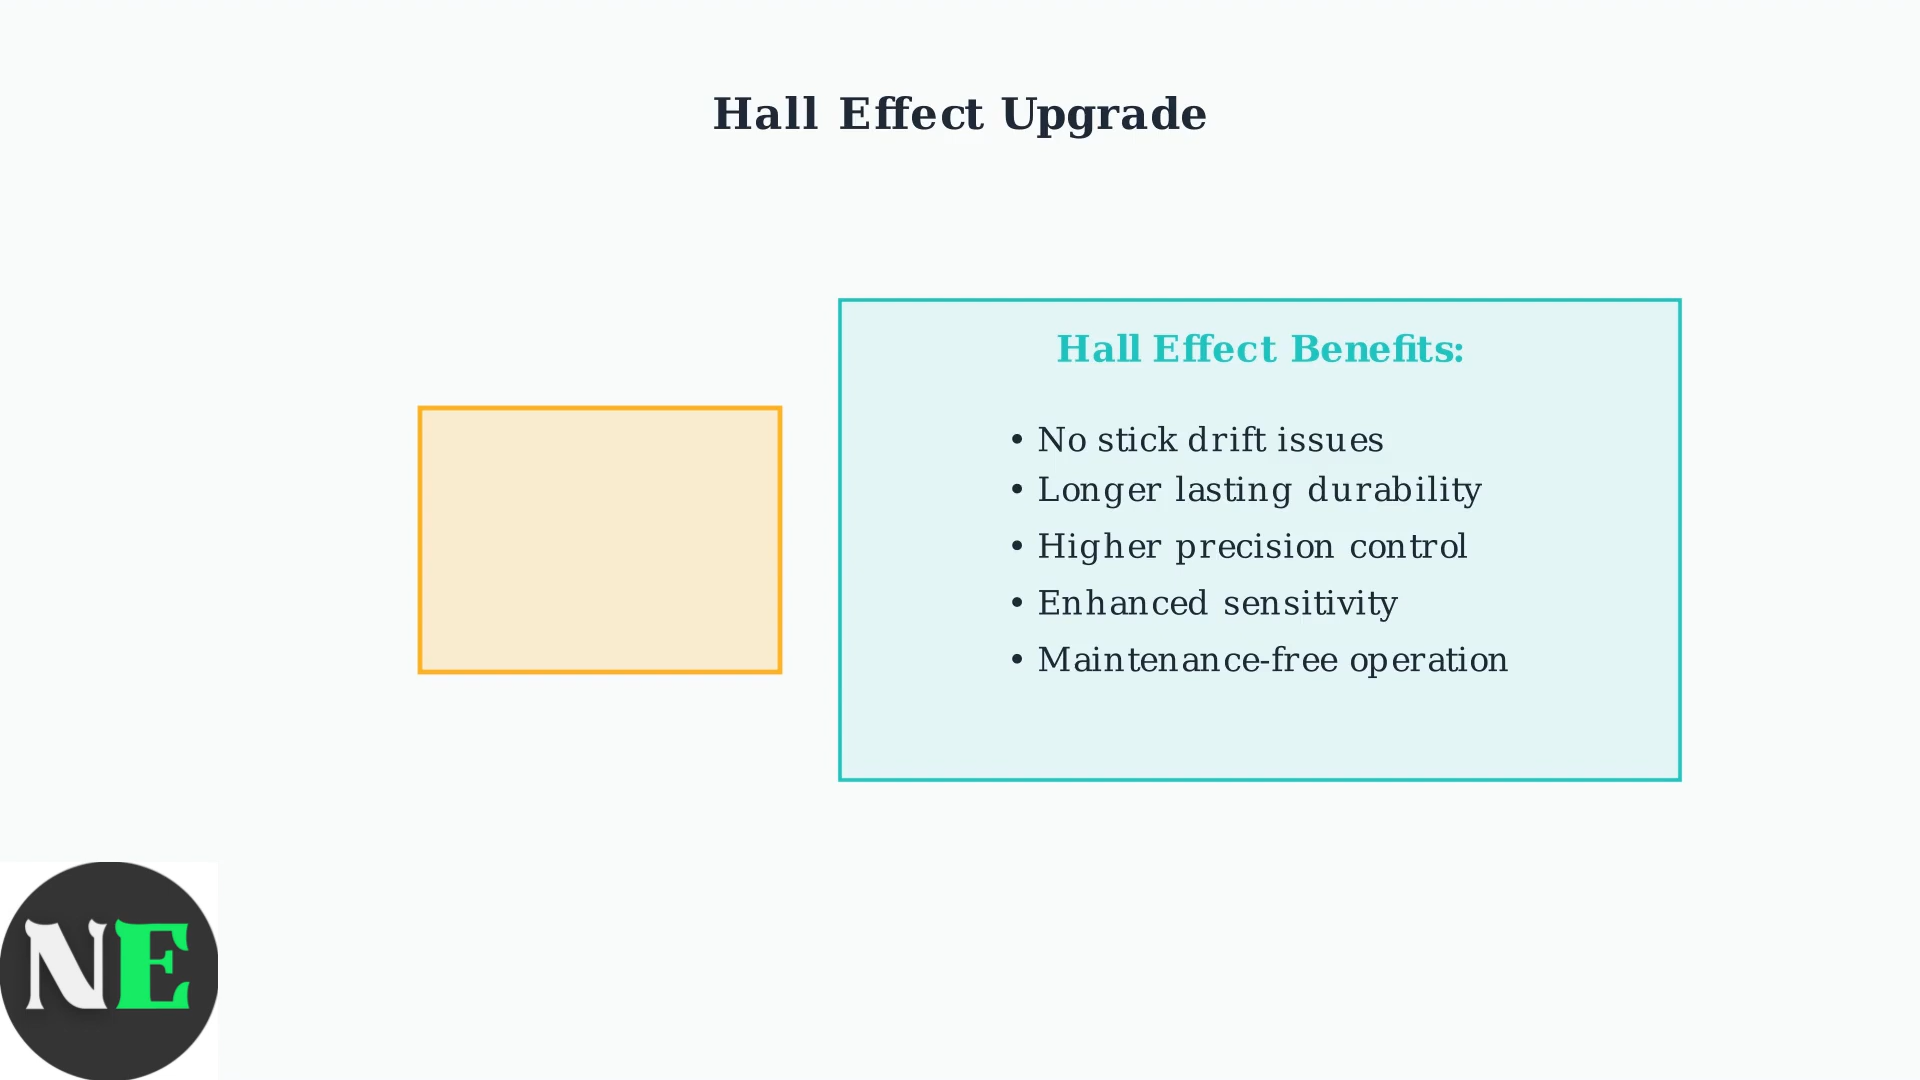 Hall Effect Upgrade
Hall Effect Benefits:
• No stick drift issues
• Longer lasting durability
• Higher precision control
• Enhanced sensitivity
• Maintenance-free operation
NE